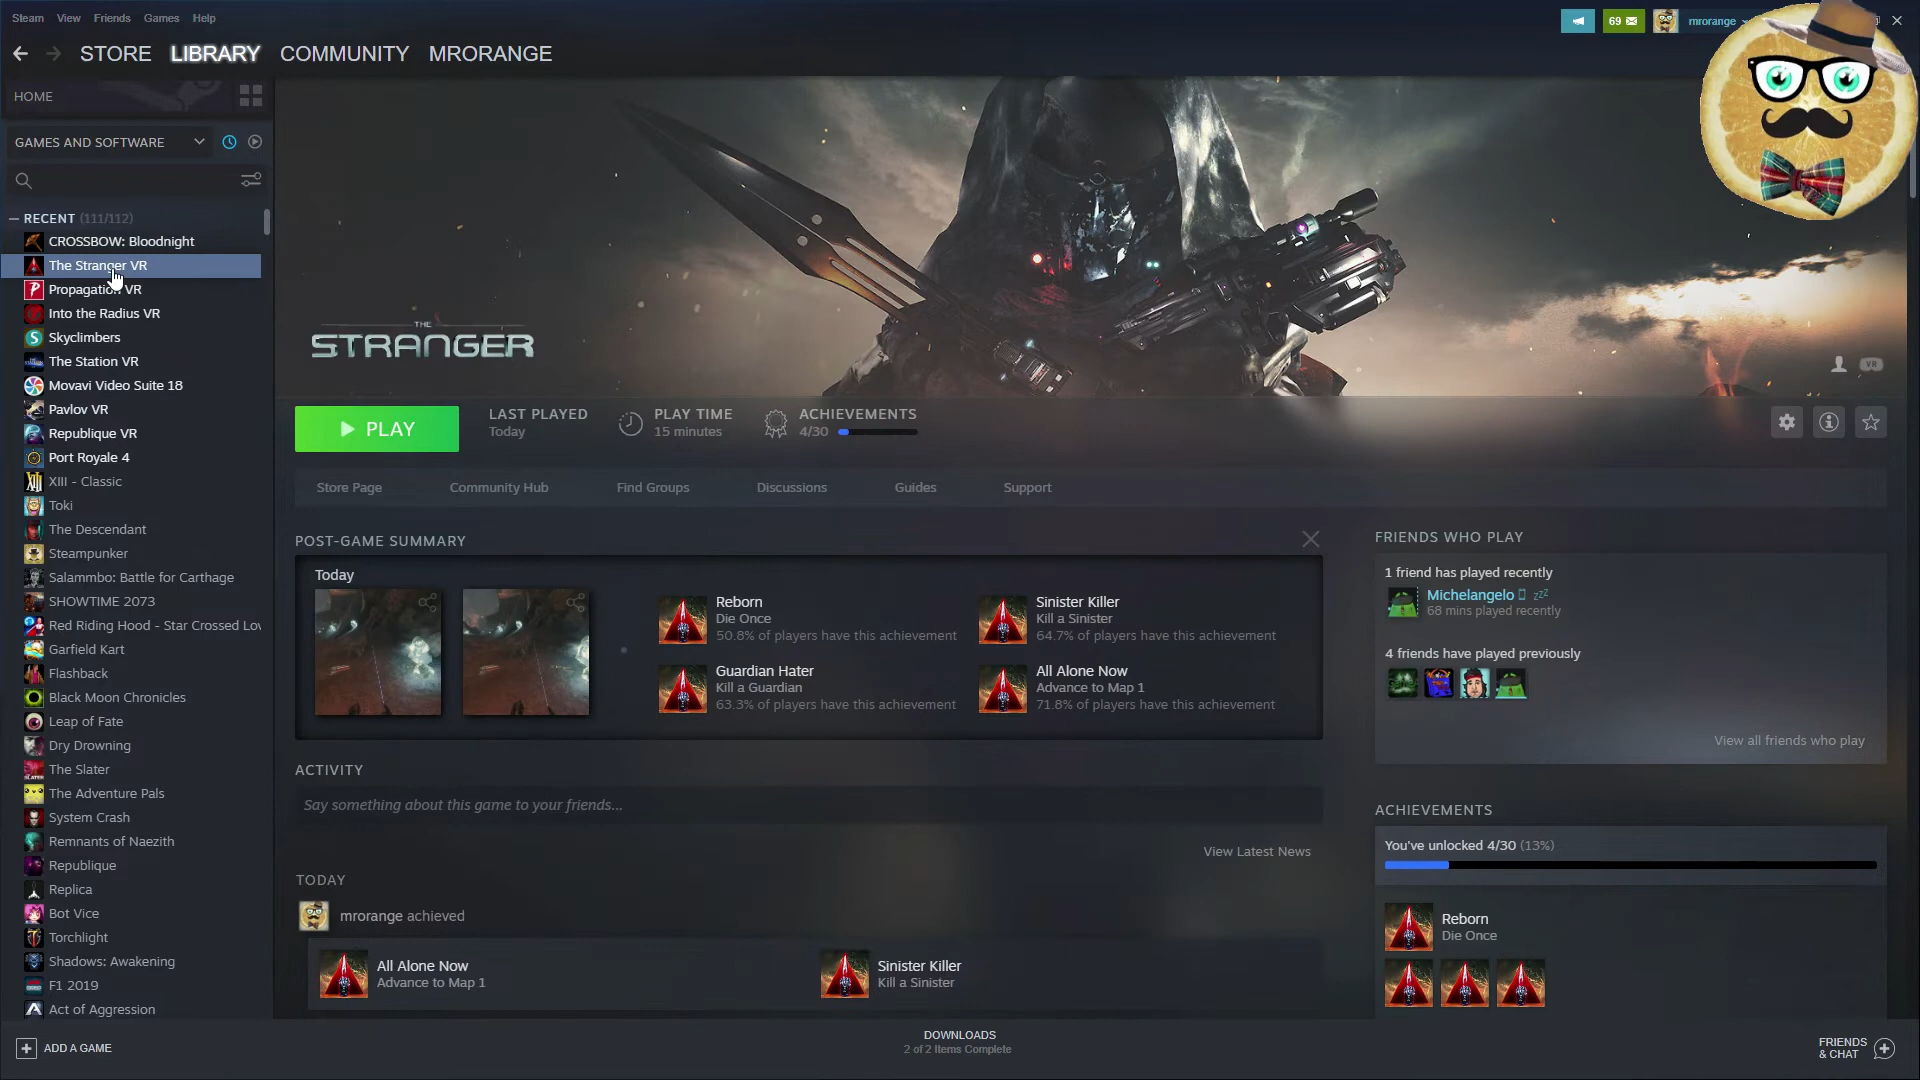 Steam View Friends Games Help
69
mrorange
STORE LIBRARY COMMUNITY MRORANGE
HOME
GAMES AND SOFTWARE
RECENT (111/112)
CROSSBOW: Bloodnight
The Stranger VR
Propagation VR
Into the Radius VR
Skyclimbers
The Station VR
Movavi Video Suite 18
Pavlov VR
Republique VR
Port Royale 4
XIII - Classic
Toki
The Descendant
Steampunker
Salammbo: Battle for Carthage
SHOWTIME 2073
Red Riding Hood - Star Crossed Lov
Garfield Kart
Flashback
Black Moon Chronicles
Leap of Fate
Dry Drowning
The Slater
The Adventure Pals
System Crash
Remnants of Naezith
Republique
Replica
Bot Vice
Torchlight
Shadows: Awakening
F1 2019
Act of Aggression
ADD A GAME
THE
STRANGER
VR
PLAY
LAST PLAYED
Today
PLAY TIME
15 minutes
ACHIEVEMENTS
4/30
Store Page Community Hub Find Groups Discussions Guides Support
POST-GAME SUMMARY
Today
Reborn
Die Once
50.8% of players have this achievement
Sinister Killer
Kill a Sinister
64.7% of players have this achievement
Guardian Hater
Kill a Guardian
63.3% of players have this achievement
All Alone Now
Advance to Map 1
71.8% of players have this achievement
ACTIVITY
Say something about this game to your friends...
View Latest News
TODAY
mrorange achieved
All Alone Now
Advance to Map 1
Sinister Killer
Kill a Sinister
FRIENDS WHO PLAY
1 friend has played recently
Michelangelo zzz
68 mins played recently
4 friends have played previously
View all friends who play
ACHIEVEMENTS
You've unlocked 4/30 (13%)
Reborn
Die Once
DOWNLOADS
2 of 2 Items Complete
FRIENDS
& CHAT